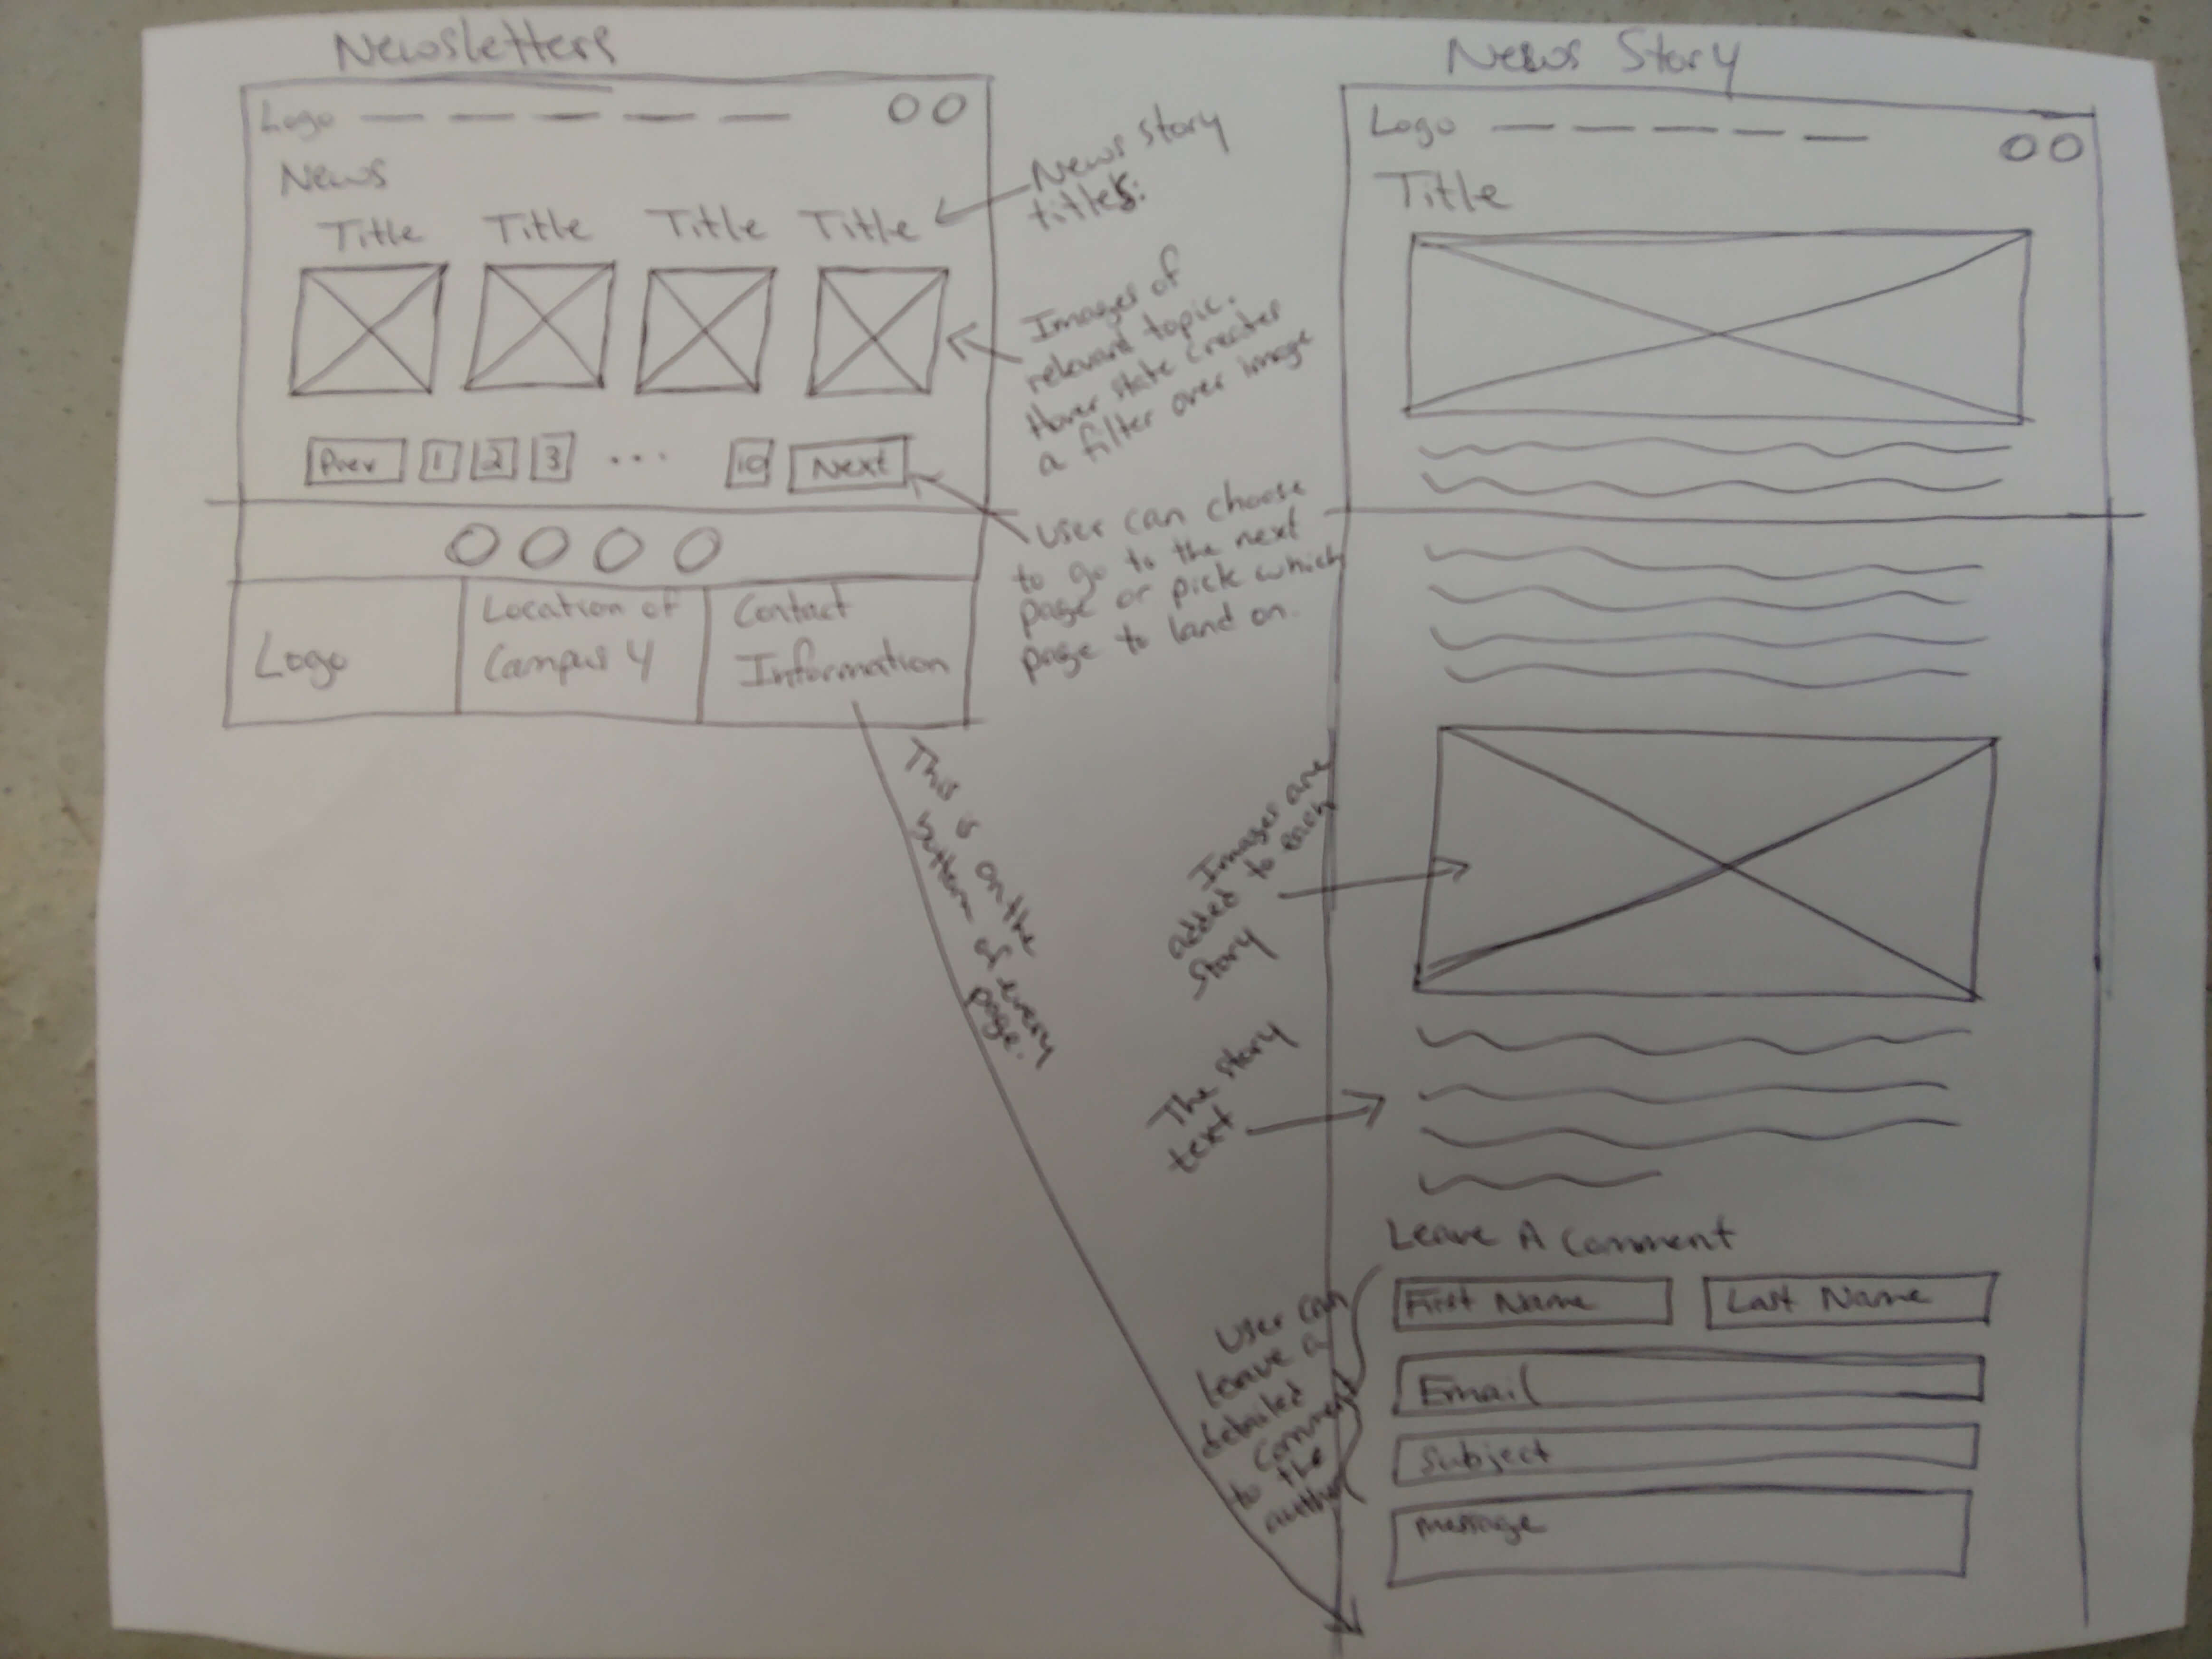 Newsletters
Logo
News
Title Title Title Title
Prev 1 2 3 ... 10 Next
Logo
Location of
Campus 4
Contact
Information
News story
titles.
Images of
relevant topic.
Hover state creates
a filter over image
User can choose
to go to the next
page or pick which
page to land on.
This is on the
bottom of every
page.
News Story
Logo
Title
Images are
added to each
story
The story
text
Leave A Comment
First Name Last Name
Email
Subject
Message
User can
leave a
detailed
comment
to the
author